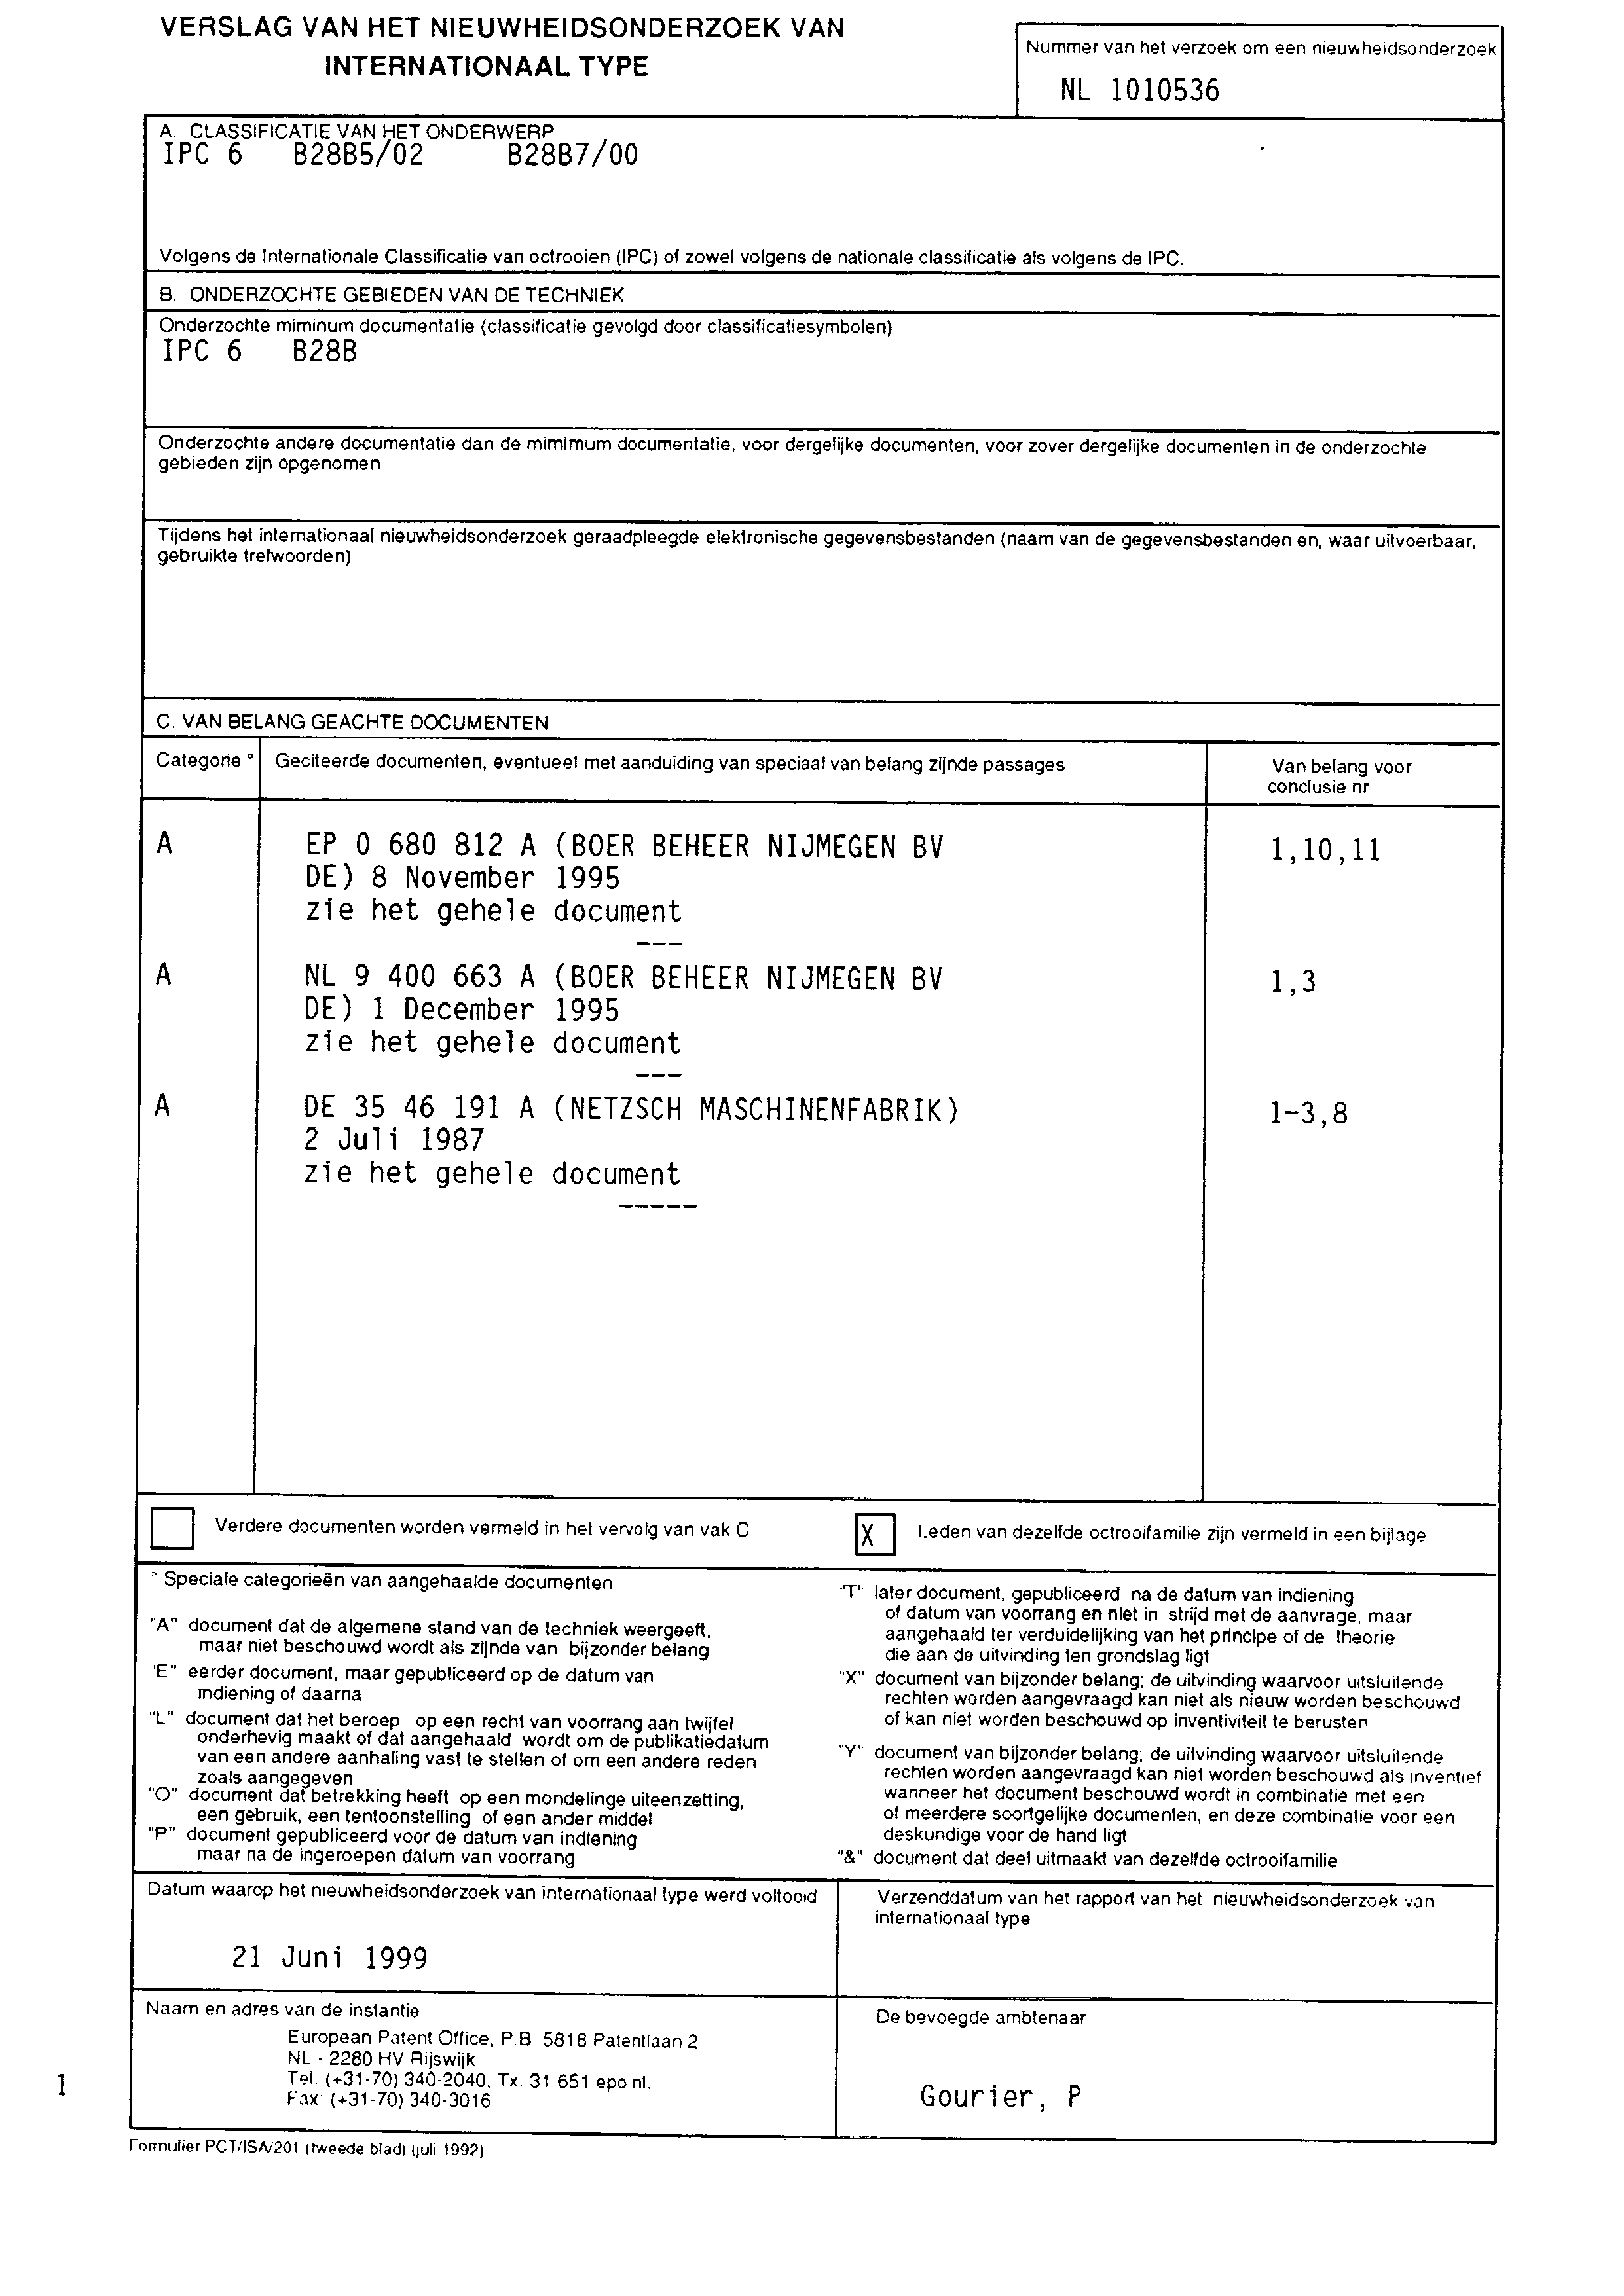 VERSLAG VAN HET NIEUWHEIDSONDERZOEK VAN
INTERNATIONAAL TYPE
Nummer van het verzoek om een nieuwheidsonderzoek
NL 1010536
A. CLASSIFICATIE VAN HET ONDERWERP
IPC 6 B28B5/02 B28B7/00
Volgens de Internationale Classificatie van octrooien (IPC) of zowel volgens de nationale classificatie als volgens de IPC.
B. ONDERZOCHTE GEBIEDEN VAN DE TECHNIEK
Onderzochte miminum documentatie (classificatie gevolgd door classificatiesymbolen)
IPC 6 B28B
Onderzochte andere documentatie dan de mimimum documentatie, voor dergelijke documenten, voor zover dergelijke documenten in de onderzochte
gebieden zijn opgenomen
Tijdens het internationaal nieuwheidsonderzoek geraadpleegde elektronische gegevensbestanden (naam van de gegevensbestanden en, waar uitvoerbaar,
gebruikte trefwoorden)
C. VAN BELANG GEACHTE DOCUMENTEN
Categorie ° Geciteerde documenten, eventueel met aanduiding van speciaal van belang zijnde passages
Van belang voor
conclusie nr
A EP 0 680 812 A (BOER BEHEER NIJMEGEN BV 1,10,11
DE) 8 November 1995
zie het gehele document
---
A NL 9 400 663 A (BOER BEHEER NIJMEGEN BV 1,3
DE) 1 December 1995
zie het gehele document
---
A DE 35 46 191 A (NETZSCH MASCHINENFABRIK) 1-3,8
2 Juli 1987
zie het gehele document
-----
Verdere documenten worden vermeld in het vervolg van vak C
X Leden van dezelfde octrooifamilie zijn vermeld in een bijlage
° Speciale categorieën van aangehaalde documenten
"A" document dat de algemene stand van de techniek weergeeft,
maar niet beschouwd wordt als zijnde van bijzonder belang
"E" eerder document, maar gepubliceerd op de datum van
indiening of daarna
"L" document dat het beroep op een recht van voorrang aan twijfel
onderhevig maakt of dat aangehaald wordt om de publikatiedatum
van een andere aanhaling vast te stellen of om een andere reden
zoals aangegeven
"O" document dat betrekking heeft op een mondelinge uiteenzetting,
een gebruik, een tentoonstelling of een ander middel
"P" document gepubliceerd voor de datum van indiening
maar na de ingeroepen datum van voorrang
"T" later document, gepubliceerd na de datum van indiening
of datum van voorrang en niet in strijd met de aanvrage, maar
aangehaald ter verduidelijking van het principe of de theorie
die aan de uitvinding ten grondslag ligt
"X" document van bijzonder belang; de uitvinding waarvoor uitsluitende
rechten worden aangevraagd kan niet als nieuw worden beschouwd
of kan niet worden beschouwd op inventiviteit te berusten
"Y" document van bijzonder belang; de uitvinding waarvoor uitsluitende
rechten worden aangevraagd kan niet worden beschouwd als inventief
wanneer het document beschouwd wordt in combinatie met één
of meerdere soortgelijke documenten, en deze combinatie voor een
deskundige voor de hand ligt
"&" document dat deel uitmaakt van dezelfde octrooifamilie
Datum waarop het nieuwheidsonderzoek van internationaal type werd voltooid
21 Juni 1999
Verzenddatum van het rapport van het nieuwheidsonderzoek van
internationaal type
Naam en adres van de instantie
European Patent Office, P.B. 5818 Patentlaan 2
NL - 2280 HV Rijswijk
Tel. (+31-70) 340-2040, Tx. 31 651 epo nl.
Fax: (+31-70) 340-3016
De bevoegde ambtenaar
Gourier, P
1
Formulier PCT/ISA/201 (tweede blad) (juli 1992)